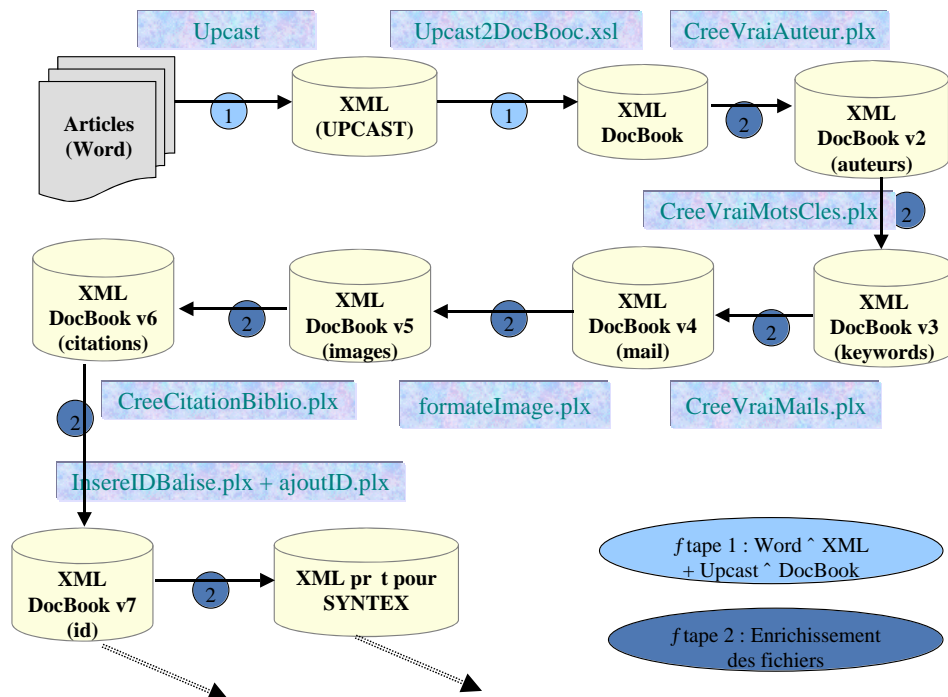 Upcast
Upcast2DocBooc.xsl
CreeVraiAuteur.plx
Articles
(Word)
1
XML
(UPCAST)
1
XML
DocBook
2
XML
DocBook v2
(auteurs)
CreeVraiMotsCles.plx
2
XML
DocBook v6
(citations)
2
XML
DocBook v5
(images)
2
XML
DocBook v4
(mail)
2
XML
DocBook v3
(keywords)
CreeCitationBiblio.plx
formateImage.plx
CreeVraiMails.plx
2
InsereIDBalise.plx + ajoutID.plx
XML
DocBook v7
(id)
2
XML pr t pour
SYNTEX
ƒtape 1 : Word ˆ XML
+ Upcast ˆ DocBook
ƒtape 2 : Enrichissement
des fichiers